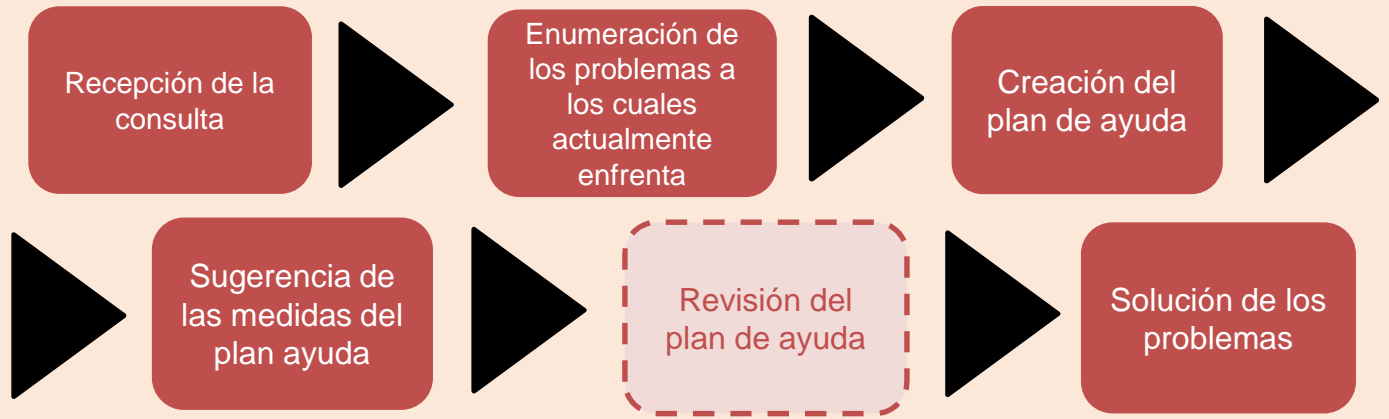 Recepción de la
consulta
Enumeración de
los problemas a
los cuales
actualmente
enfrenta
Creación del
plan de ayuda
Sugerencia de
las medidas del
plan ayuda
Revisión del
plan de ayuda
Solución de los
problemas